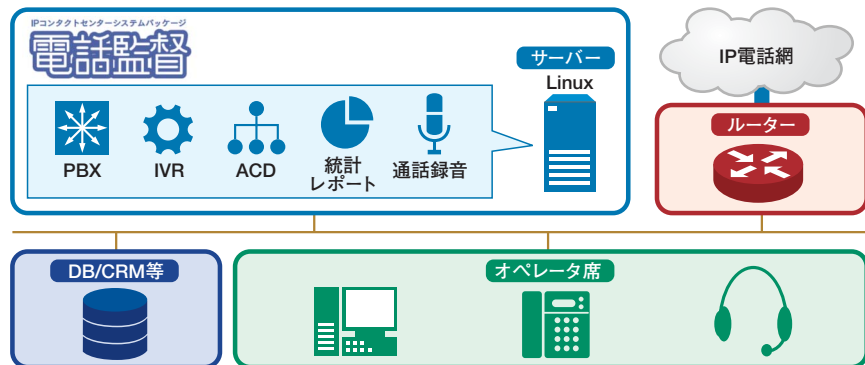 IPコンタクトセンターシステムパッケージ
電話監督
サーバー
Linux
PBX
IVR
ACD
統計
レポート
通話録音
IP電話網
ルーター
DB/CRM等
オペレータ席